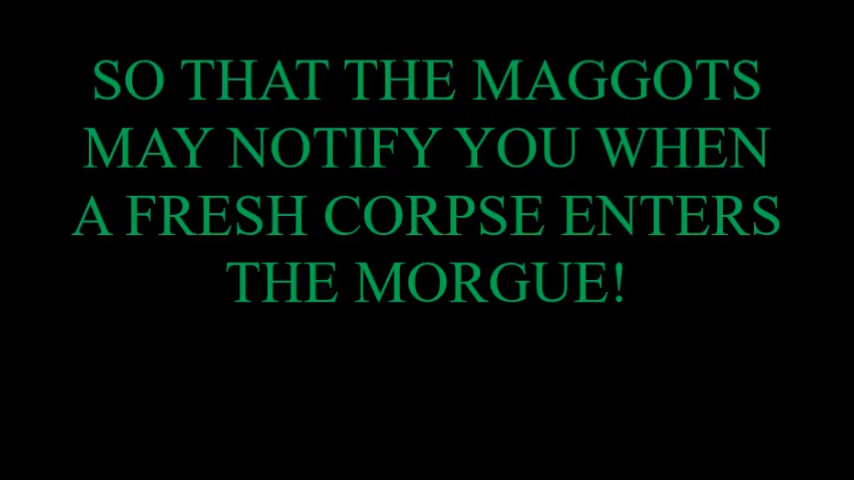 SO THAT THE MAGGOTS
MAY NOTIFY YOU WHEN
A FRESH CORPSE ENTERS
THE MORGUE!